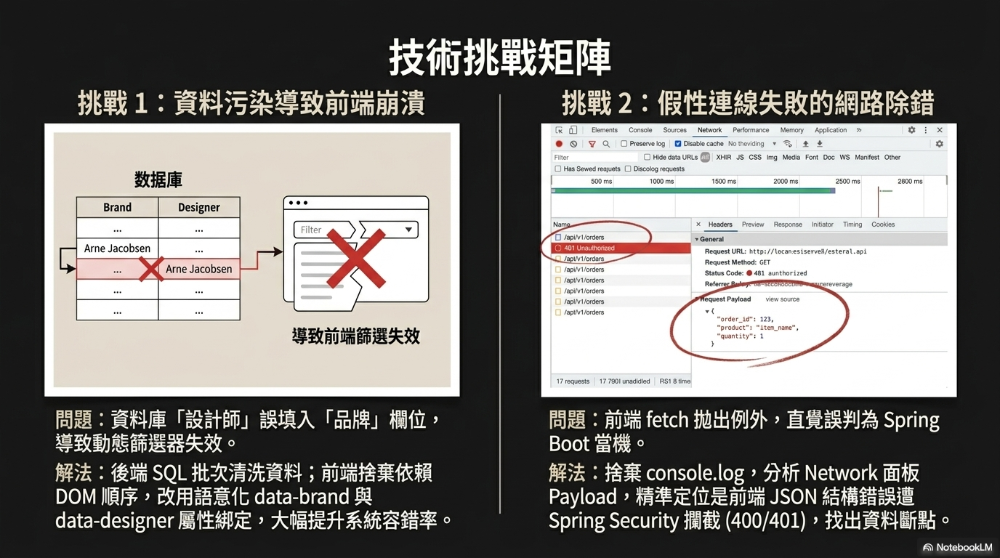 技術挑戰矩陣
挑戰 1：資料污染導致前端崩潰
数据庫
Brand Designer
... ...
Arne Jacobsen ...
... Arne Jacobsen
... ...
... ...
Filter
導致前端篩選失效
問題：資料庫「設計師」誤填入「品牌」欄位，
導致動態篩選器失效。
解法：後端 SQL 批次清洗資料；前端捨棄依賴
DOM 順序，改用語意化 data-brand 與
data-designer 屬性綁定，大幅提升系統容錯率。
挑戰 2：假性連線失敗的網路除錯
Elements Console Sources Network Performance Memory Application
Preserve log Disable cache No theviding
Filter Hide data URLs All XHIR JS CSS Img Media Font Doc WS Manifest Other
Has Sewed requets Discolog requests
500 ms 1000 ms 1500 ms 2000 ms 2500 ms 2800 ms
Name
/api/v1/orders
401 Unauthorized
/apt/v1/ordars
/apt/v1/orders
/apt/v1/orders
/apt/v1/orders
/apt/v1/orders
/apt/v1/orders
17 requests 17 790l unadidled RS1 8 time
Headers Preview Response Initiator Timing Cookies
General
Request URL: http://locanesiserveß/esteral.api
Request Method: GET
Status Code: 481 authorized
Request Payload view source
{
"order_id": 123,
"product": "item_name",
"quantity": 1
}
問題：前端 fetch 拋出例外，直覺誤判為 Spring
Boot 當機。
解法：捨棄 console.log，分析 Network 面板
Payload，精準定位是前端 JSON 結構錯誤遭
Spring Security 攔截 (400/401)，找出資料斷點。
NotebookLM